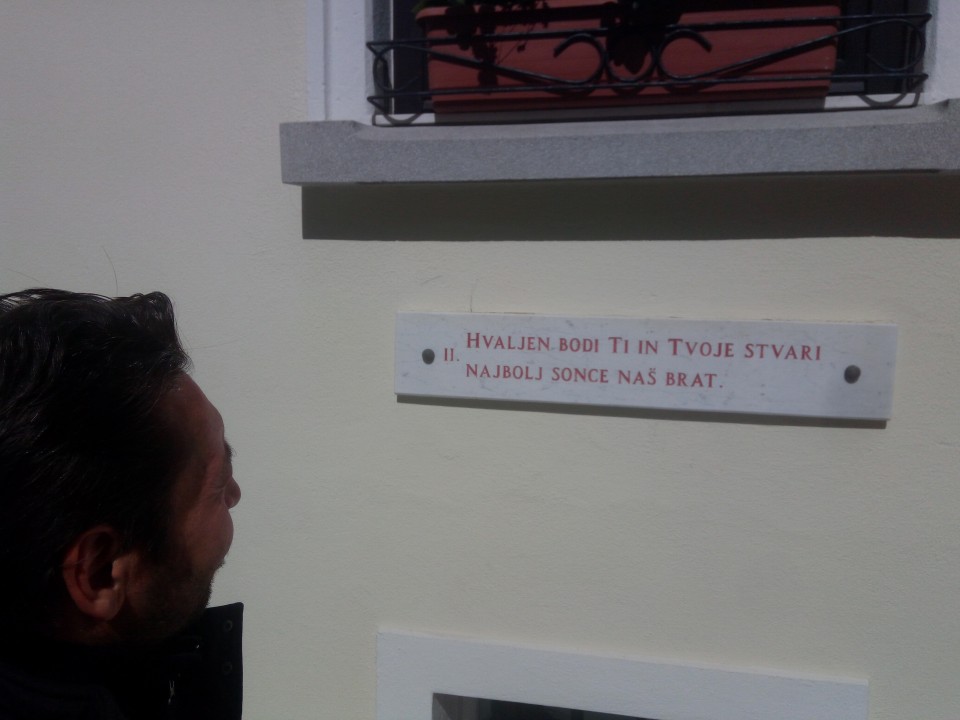 II. Hvaljen bodi Ti in Tvoje stvari
najbolj sonce naš brat.